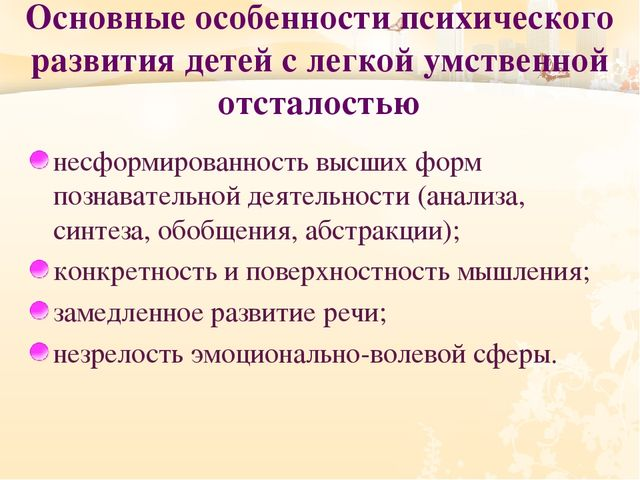 Основные особенности психического
развития детей с легкой умственной
отсталостью
несформированность высших форм
познавательной деятельности (анализа,
синтеза, обобщения, абстракции);
конкретность и поверхностность мышления;
замедленное развитие речи;
незрелость эмоционально-волевой сферы.